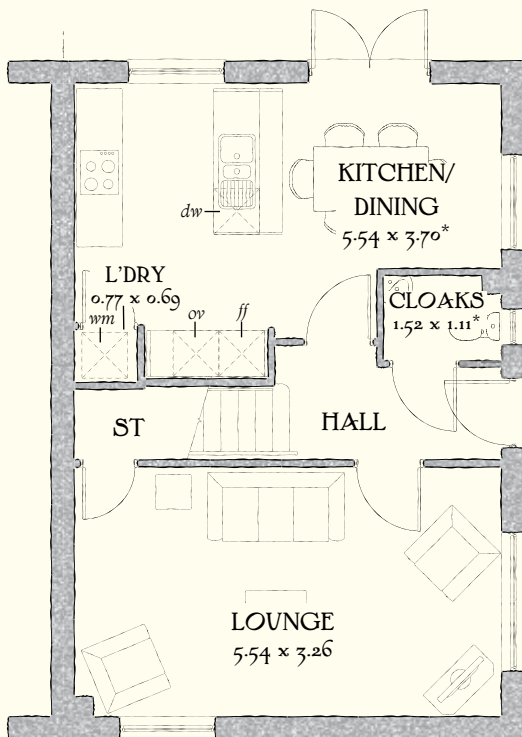 KITCHEN/
DINING
5.54 x 3.70*
dw
L'DRY
0.77 x 0.69
wm
ov
ff
CLOAKS
1.52 x 1.11*
ST
HALL
LOUNGE
5.54 x 3.26